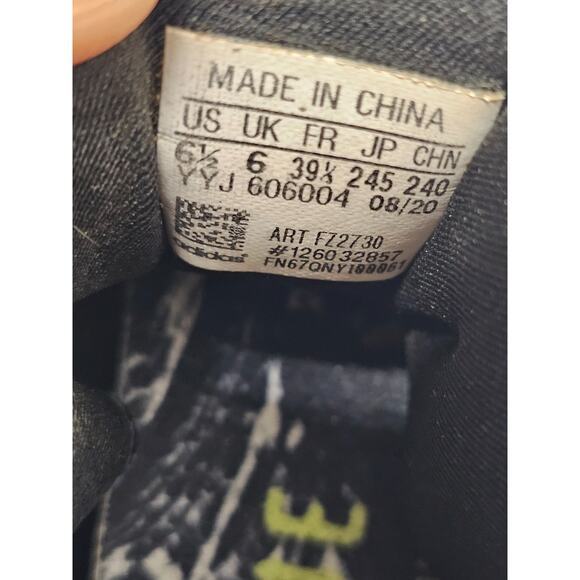 MADE IN CHINA
US UK FR JP CHN
6½ 6 39⅓ 245 240
YYJ 606004 08/20
adidas
ART FZ2730
#126032857
FN67QNYI00061